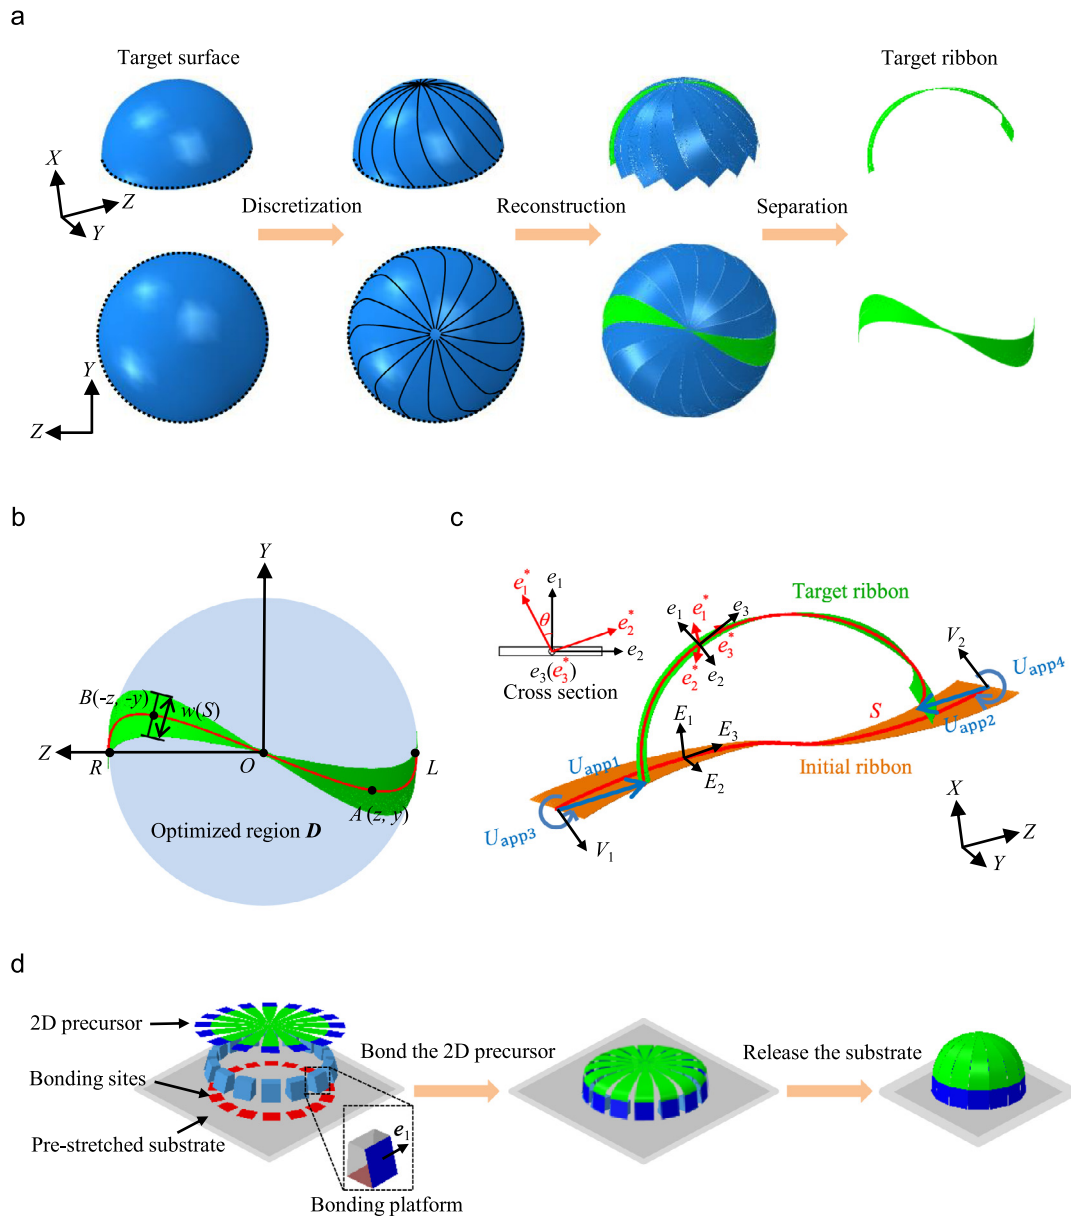 a
Target surface
Target ribbon
X
Z
Y
Discretization
Reconstruction
Separation
Y
Z
b
c
Y
B(-z, -y)
w(S)
Z
R
O
L
A (z, y)
Optimized region D
e1*
e1
θ
e2*
e2
e3(e3*)
Cross section
e1
e1*
e3
e3*
e2*
e2
Target ribbon
V2
Uapp4
S
Uapp2
E1
E3
Uapp1
E2
Initial ribbon
Uapp3
V1
X
Z
Y
d
2D precursor
Bonding sites
Pre-stretched substrate
e1
Bonding platform
Bond the 2D precursor
Release the substrate